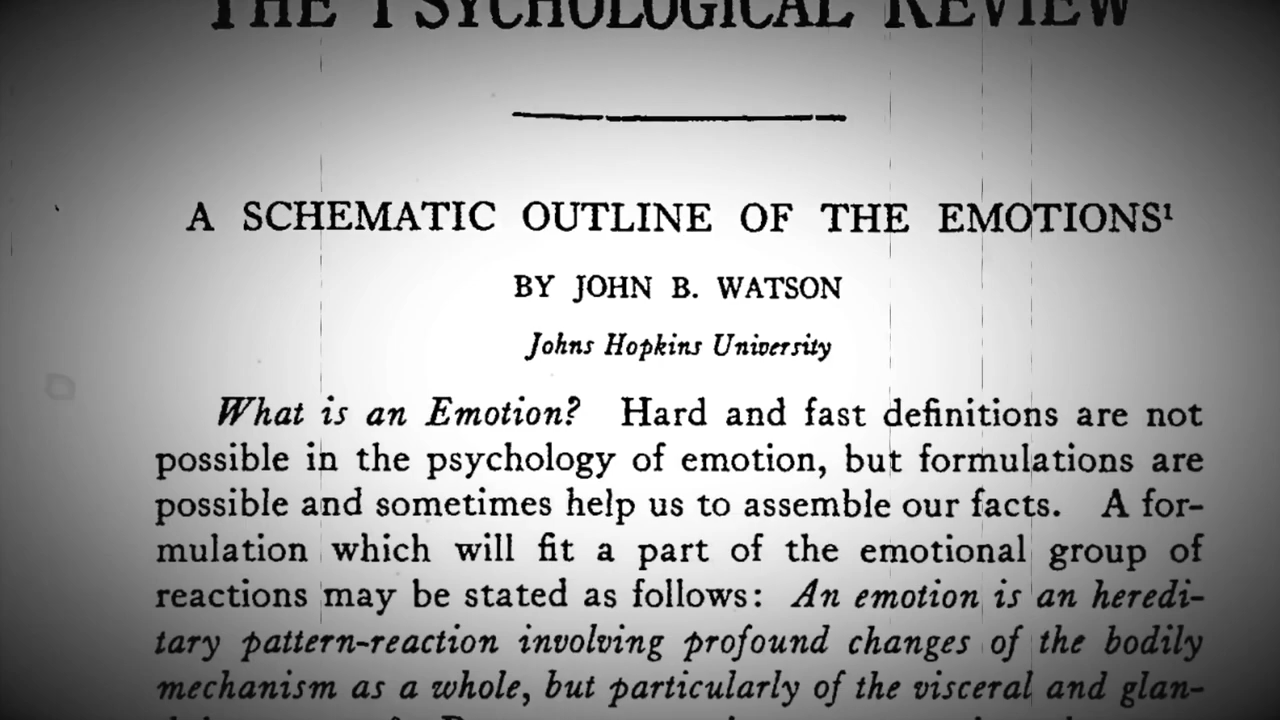 THE PSYCHOLOGICAL REVIEW
A SCHEMATIC OUTLINE OF THE EMOTIONS¹
BY JOHN B. WATSON
Johns Hopkins University
What is an Emotion? Hard and fast definitions are not
possible in the psychology of emotion, but formulations are
possible and sometimes help us to assemble our facts. A for-
mulation which will fit a part of the emotional group of
reactions may be stated as follows: An emotion is an heredi-
tary pattern-reaction involving profound changes of the bodily
mechanism as a whole, but particularly of the visceral and glan-